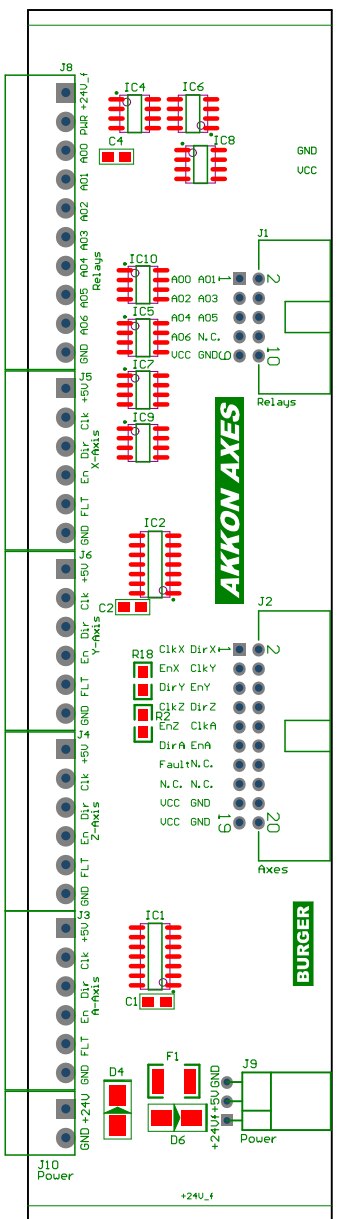 J8
+24V_f
PWR
A00
A01
A02
A03
A04
A05
A06
GND
Relays
IC4
IC6
C4
IC8
GND
VCC
J1
IC10
A00 A01
A02 A03
A04 A05
A06 N.C.
VCC GND
1
2
9
10
Relays
IC5
IC7
IC9
J5
+5V
Clk
Dir
En
FLT
GND
X-Axis
AKKON AXES
IC2
C2
J6
+5V
Clk
Dir
En
FLT
GND
Y-Axis
J2
R18
R2
ClkX DirX
EnX ClkY
DirY EnY
ClkZ DirZ
EnZ ClkA
DirA EnA
Fault N.C.
N.C. N.C.
VCC GND
VCC GND
1
2
19
20
Axes
J4
+5V
Clk
Dir
En
FLT
GND
Z-Axis
J3
+5V
Clk
Dir
En
FLT
GND
A-Axis
IC1
C1
BURGER
D4
F1
D6
J9
GND
+5V
+24Vf
Power
+24V
GND
J10
Power
+24V_f